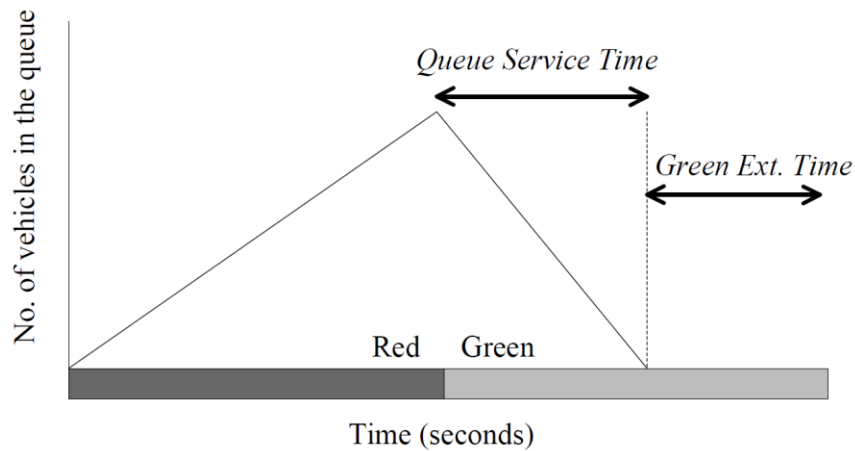 Queue Service Time
Green Ext. Time
No. of vehicles in the queue
Red
Green
Time (seconds)